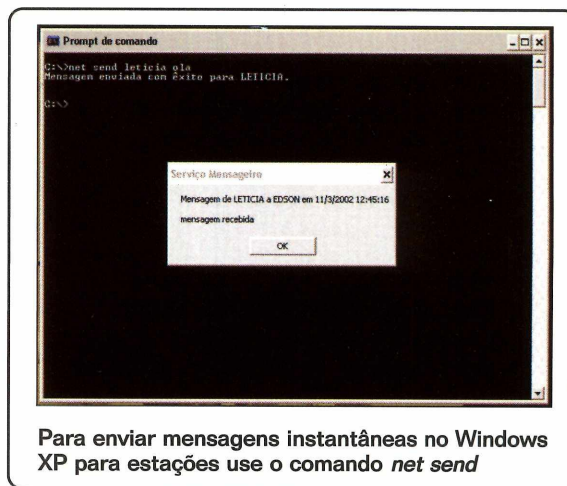 Prompt de comando
C:\>net send leticia ola
Mensagem enviada com êxito para LETICIA.
C:\>
Serviço Mensageiro
Mensagem de LETICIA a EDSON em 11/3/2002 12:45:16
mensagem recebida
OK
Para enviar mensagens instantâneas no Windows
XP para estações use o comando net send